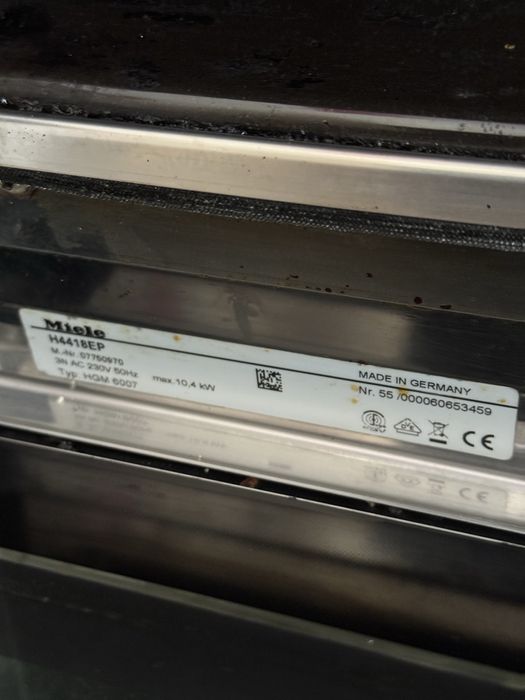 Miele
H4418EP
M.-Nr. 07750970
3N AC 230V 50Hz
Typ HGM 6007 max.10,4 kW
MADE IN GERMANY
Nr. 55 /000060653459
CE